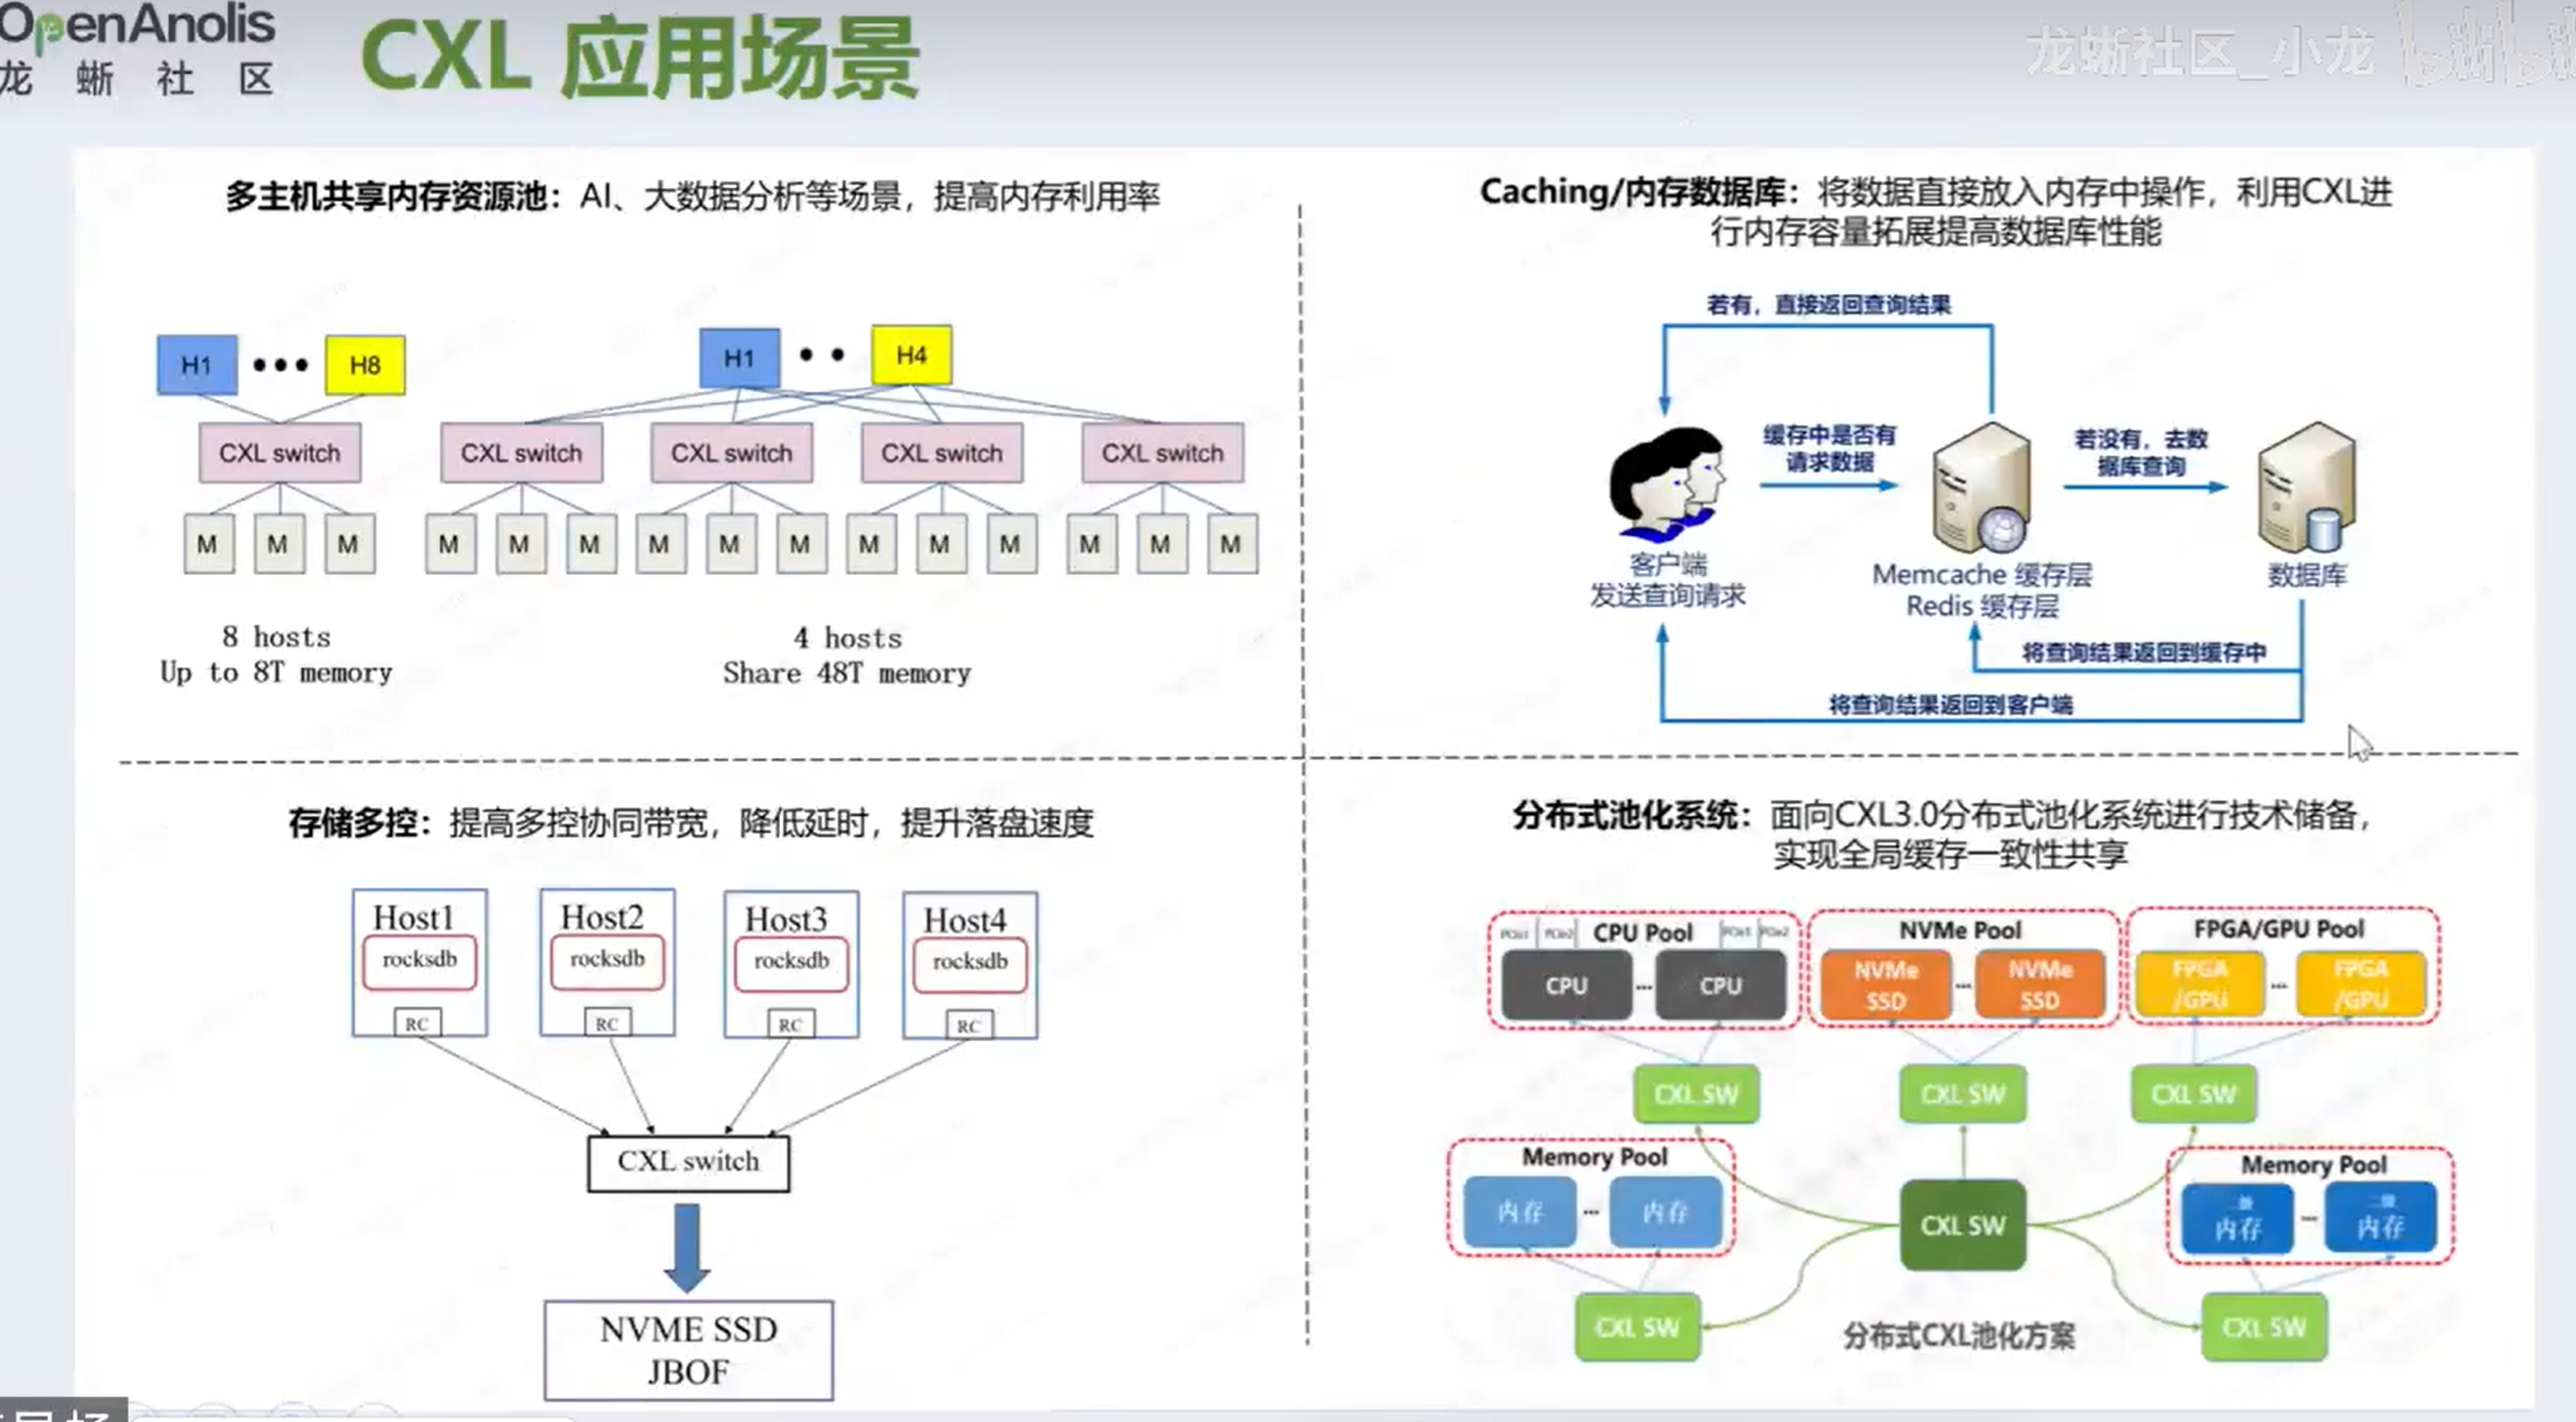 OpenAnolis
龙 蜥 社 区
CXL 应用场景
龙蜥社区_小龙
多主机共享内存资源池：AI、大数据分析等场景，提高内存利用率
H1
H8
H1
H4
CXL switch
CXL switch
CXL switch
CXL switch
CXL switch
M M M M M M M M M M M M M M M
8 hosts
Up to 8T memory
4 hosts
Share 48T memory
Caching/内存数据库：将数据直接放入内存中操作，利用CXL进
行内存容量拓展提高数据库性能
若有，直接返回查询结果
缓存中是否有
请求数据
若没有，去数
据库查询
客户端
发送查询请求
Memcache 缓存层
Redis 缓存层
数据库
将查询结果返回到缓存中
将查询结果返回到客户端
存储多控：提高多控协同带宽，降低延时，提升落盘速度
Host1
rocksdb
RC
Host2
rocksdb
RC
Host3
rocksdb
RC
Host4
rocksdb
RC
CXL switch
NVME SSD
JBOF
分布式池化系统：面向CXL3.0分布式池化系统进行技术储备，
实现全局缓存一致性共享
CPU Pool
CPU
...
CPU
NVMe Pool
NVMe
SSD
...
NVMe
SSD
FPGA/GPU Pool
FPGA
/GPU
...
FPGA
/GPU
CXL SW
CXL SW
CXL SW
Memory Pool
内存
...
内存
CXL SW
Memory Pool
内存
...
二级
内存
CXL SW
分布式CXL池化方案
CXL SW